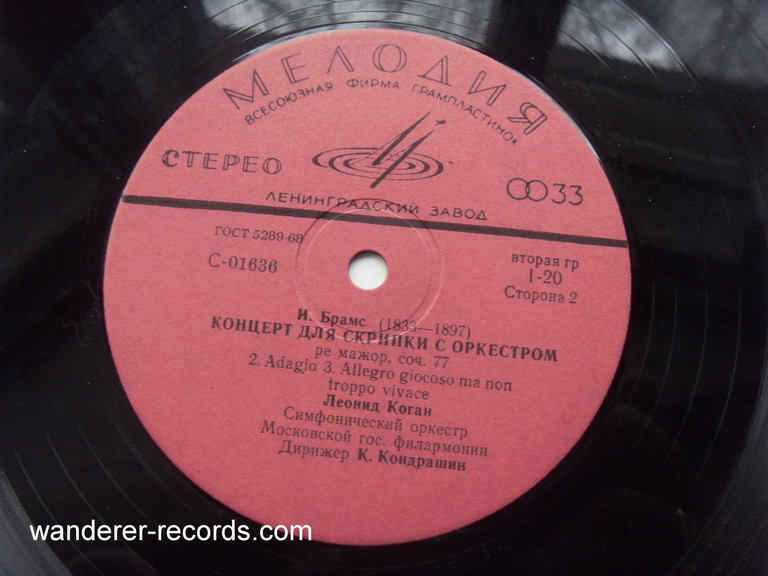 МЕЛОДИЯ
ВСЕСОЮЗНАЯ ФИРМА ГРАМПЛАСТИНОК
СТЕРЕО
33
ЛЕНИНГРАДСКИЙ ЗАВОД
ГОСТ 5289-68
С-01636
вторая гр
1-20
Сторона 2
И. Брамс (1833—1897)
КОНЦЕРТ ДЛЯ СКРИПКИ С ОРКЕСТРОМ
ре мажор, соч. 77
2. Adagio 3. Allegro giocoso ma non
troppo vivace
Леонид Коган
Симфонический оркестр
Московской гос. филармонии
Дирижер К. Кондрашин
wanderer-records.com